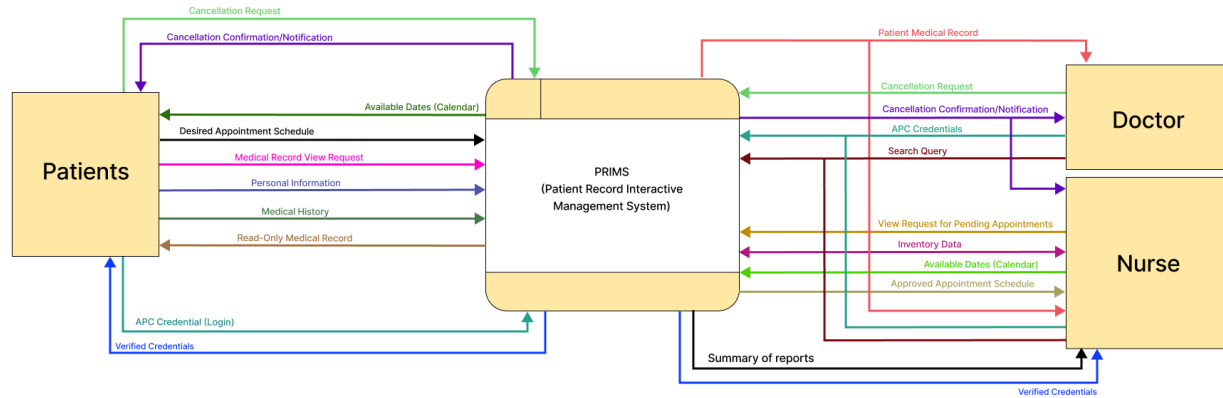 Cancellation Request
Cancellation Confirmation/Notification
Available Dates (Calendar)
Desired Appointment Schedule
Medical Record View Request
Personal Information
Medical History
Read-Only Medical Record
APC Credential (Login)
Verified Credentials
Patients
PRIMS
(Patient Record Interactive
Management System)
Patient Medical Record
Cancellation Request
Cancellation Confirmation/Notification
APC Credentials
Search Query
View Request for Pending Appointments
Inventory Data
Available Dates (Calendar)
Approved Appointment Schedule
Summary of reports
Verified Credentials
Doctor
Nurse